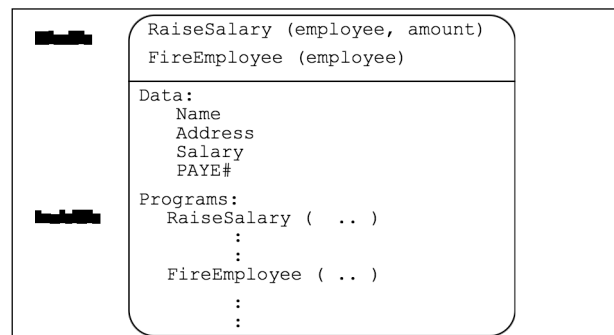 RaiseSalary (employee, amount)
FireEmployee (employee)
Data:
Name
Address
Salary
PAYE#
Programs:
RaiseSalary ( .. )
:
:
FireEmployee ( .. )
:
: